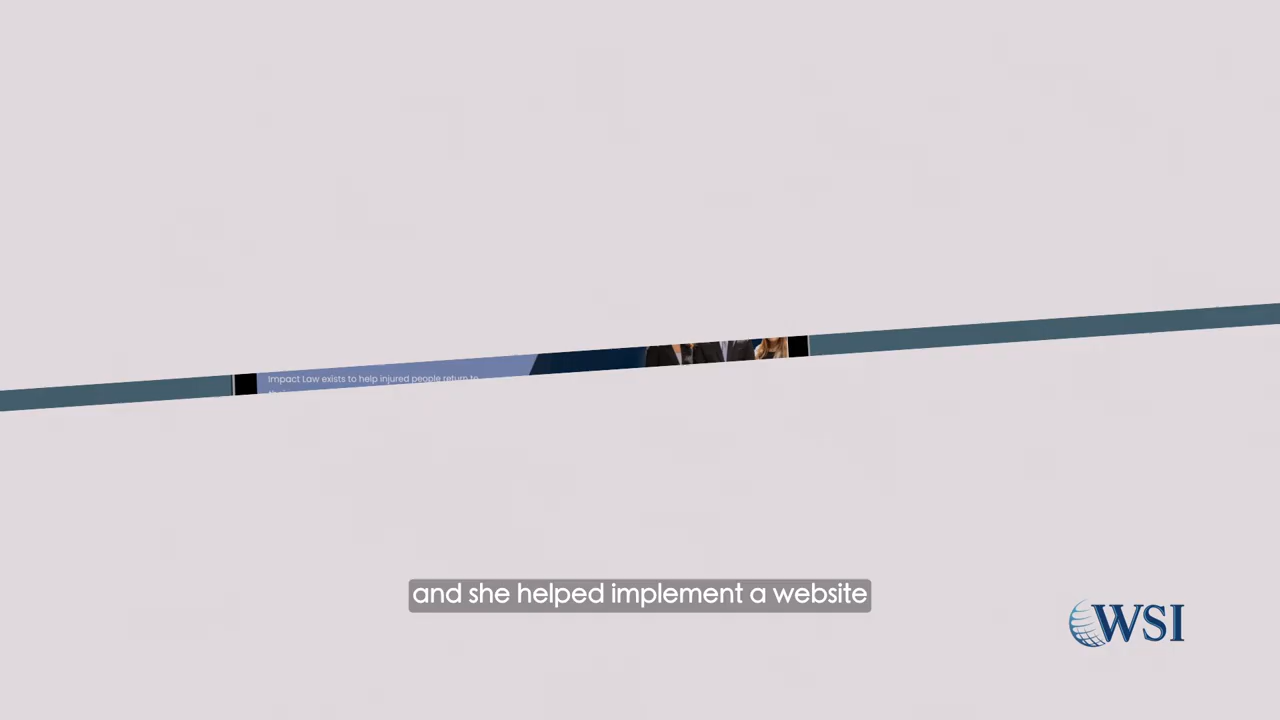 Impact Law exists to help injured people return to
and she helped implement a website
WSI